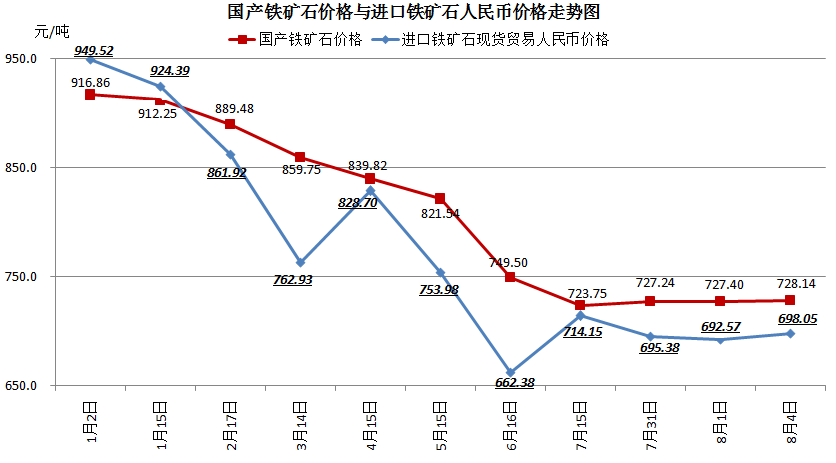 国产铁矿石价格与进口铁矿石人民币价格走势图
元/吨
国产铁矿石价格 进口铁矿石现货贸易人民币价格
950.0
850.0
750.0
650.0
949.52
924.39
916.86
912.25
889.48
861.92
859.75
762.93
839.82
828.70
821.54
753.98
749.50
662.38
723.75
714.15
727.24
695.38
727.40
692.57
728.14
698.05
1月2日
1月15日
2月17日
3月14日
4月15日
5月15日
6月16日
7月15日
7月31日
8月1日
8月4日